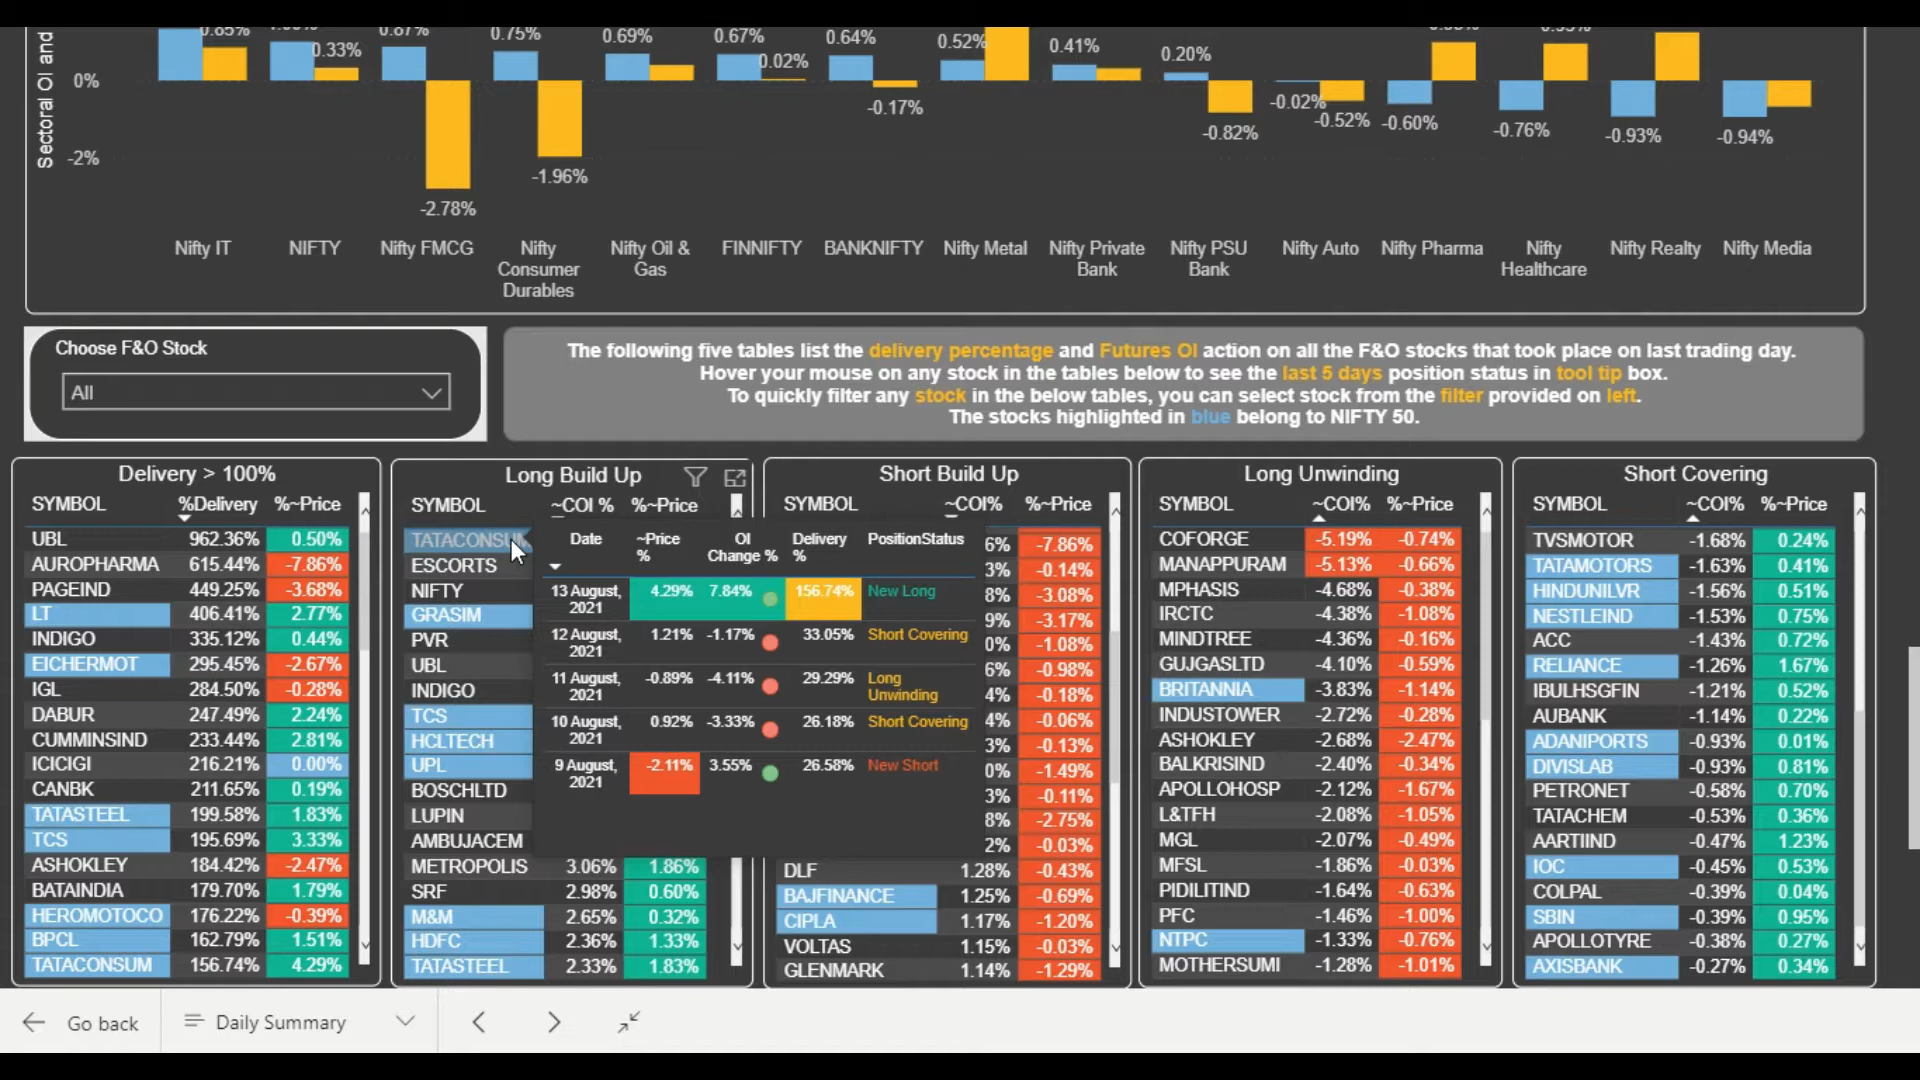 Sectoral OI and
0%
-2%
0.85%
0.33%
0.87%
-2.78%
0.75%
-1.96%
0.69%
0.67%
0.02%
0.64%
-0.17%
0.52%
0.41%
0.20%
-0.82%
-0.02%
-0.52%
-0.60%
-0.76%
-0.93%
-0.94%
Nifty IT
NIFTY
Nifty FMCG
Nifty
Consumer
Durables
Nifty Oil &
Gas
FINNIFTY
BANKNIFTY
Nifty Metal
Nifty Private
Bank
Nifty PSU
Bank
Nifty Auto
Nifty Pharma
Nifty
Healthcare
Nifty Realty
Nifty Media
Choose F&O Stock
All
The following five tables list the delivery percentage and Futures OI action on all the F&O stocks that took place on last trading day.
Hover your mouse on any stock in the tables below to see the last 5 days position status in tool tip box.
To quickly filter any stock in the below tables, you can select stock from the filter provided on left.
The stocks highlighted in blue belong to NIFTY 50.
Delivery > 100%
SYMBOL %Delivery %~Price
UBL 962.36% 0.50%
AUROPHARMA 615.44% -7.86%
PAGEIND 449.25% -3.68%
LT 406.41% 2.77%
INDIGO 335.12% 0.44%
EICHERMOT 295.45% -2.67%
IGL 284.50% -0.28%
DABUR 247.49% 2.24%
CUMMINSIND 233.44% 2.81%
ICICIGI 216.21% 0.00%
CANBK 211.65% 0.19%
TATASTEEL 199.58% 1.83%
TCS 195.69% 3.33%
ASHOKLEY 184.42% -2.47%
BATAINDIA 179.70% 1.79%
HEROMOTOCO 176.22% -0.39%
BPCL 162.79% 1.51%
TATACONSUM 156.74% 4.29%
Long Build Up
SYMBOL ~COI % %~Price
TATACONSUM
ESCORTS
NIFTY
GRASIM
PVR
UBL
INDIGO
TCS
HCLTECH
UPL
BOSCHLTD
LUPIN
AMBUJACEM
METROPOLIS 3.06% 1.86%
SRF 2.98% 0.60%
M&M 2.65% 0.32%
HDFC 2.36% 1.33%
TATASTEEL 2.33% 1.83%
Date ~Price % OI Change % Delivery % PositionStatus
13 August, 2021 4.29% 7.84% 156.74% New Long
12 August, 2021 1.21% -1.17% 33.05% Short Covering
11 August, 2021 -0.89% -4.11% 29.29% Long Unwinding
10 August, 2021 0.92% -3.33% 26.18% Short Covering
9 August, 2021 -2.11% 3.55% 26.58% New Short
Short Build Up
SYMBOL ~COI% %~Price
6% -7.86%
3% -0.14%
8% -3.08%
9% -3.17%
0% -1.08%
6% -0.98%
4% -0.18%
4% -0.06%
3% -0.13%
0% -1.49%
3% -0.11%
8% -2.75%
2% -0.03%
DLF 1.28% -0.43%
BAJFINANCE 1.25% -0.69%
CIPLA 1.17% -1.20%
VOLTAS 1.15% -0.03%
GLENMARK 1.14% -1.29%
Long Unwinding
SYMBOL ~COI% %~Price
COFORGE -5.19% -0.74%
MANAPPURAM -5.13% -0.66%
MPHASIS -4.68% -0.38%
IRCTC -4.38% -1.08%
MINDTREE -4.36% -0.16%
GUJGASLTD -4.10% -0.59%
BRITANNIA -3.83% -1.14%
INDUSTOWER -2.72% -0.28%
ASHOKLEY -2.68% -2.47%
BALKRISIND -2.40% -0.34%
APOLLOHOSP -2.12% -1.67%
L&TFH -2.08% -1.05%
MGL -2.07% -0.49%
MFSL -1.86% -0.03%
PIDILITIND -1.64% -0.63%
PFC -1.46% -1.00%
NTPC -1.33% -0.76%
MOTHERSUMI -1.28% -1.01%
Short Covering
SYMBOL ~COI% %~Price
TVSMOTOR -1.68% 0.24%
TATAMOTORS -1.63% 0.41%
HINDUNILVR -1.56% 0.51%
NESTLEIND -1.53% 0.75%
ACC -1.43% 0.72%
RELIANCE -1.26% 1.67%
IBULHSGFIN -1.21% 0.52%
AUBANK -1.14% 0.22%
ADANIPORTS -0.93% 0.01%
DIVISLAB -0.93% 0.81%
PETRONET -0.58% 0.70%
TATACHEM -0.53% 0.36%
AARTIIND -0.47% 1.23%
IOC -0.45% 0.53%
COLPAL -0.39% 0.04%
SBIN -0.39% 0.95%
APOLLOTYRE -0.38% 0.27%
AXISBANK -0.27% 0.34%
Go back
Daily Summary